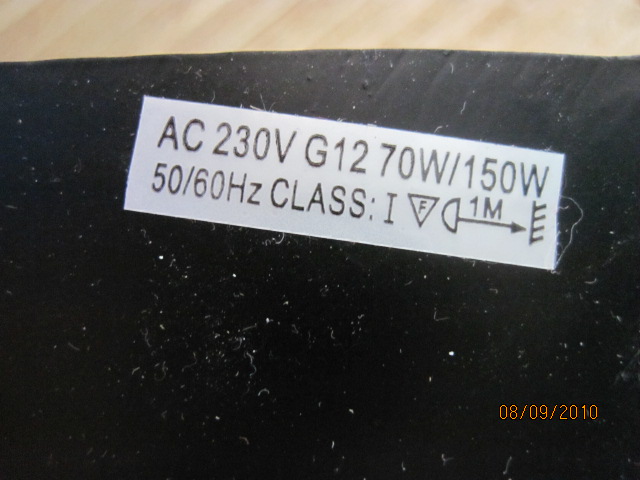 AC 230V G12 70W/150W
50/60Hz CLASS: I F 1M
08/09/2010